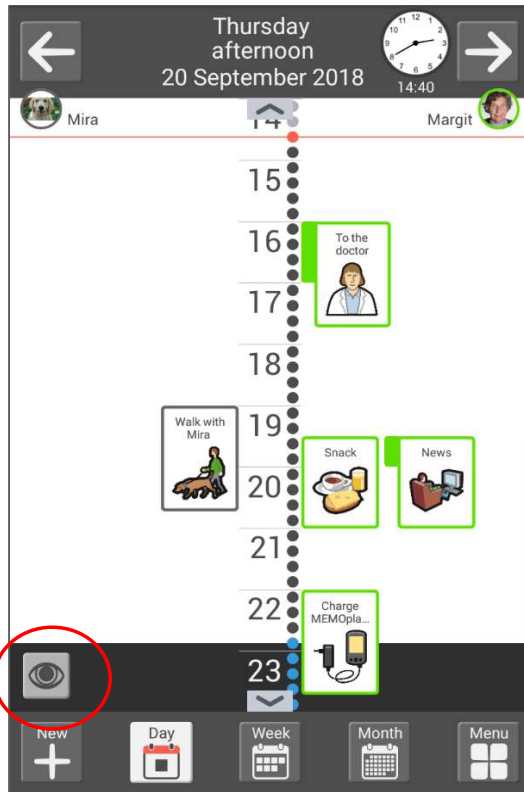 Thursday
afternoon
20 September 2018
14:40
Mira
Margit
14
15
16
To the
doctor
17
18
19
Walk with
Mira
Snack
News
20
21
22
Charge
MEMOpla...
23
New
Day
Week
Month
Menu